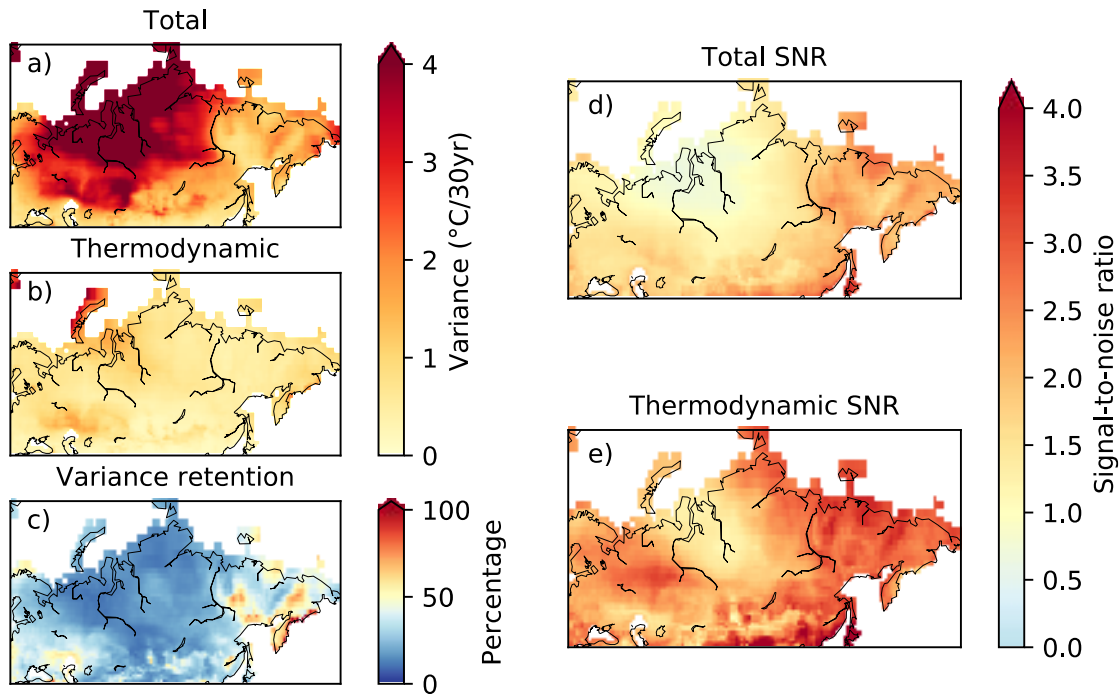 Total
a)
4
3
2
1
0
Variance (°C/30yr)
Thermodynamic
b)
Variance retention
c)
100
50
0
Percentage
Total SNR
d)
Thermodynamic SNR
e)
4.0
3.5
3.0
2.5
2.0
1.5
1.0
0.5
0.0
Signal-to-noise ratio